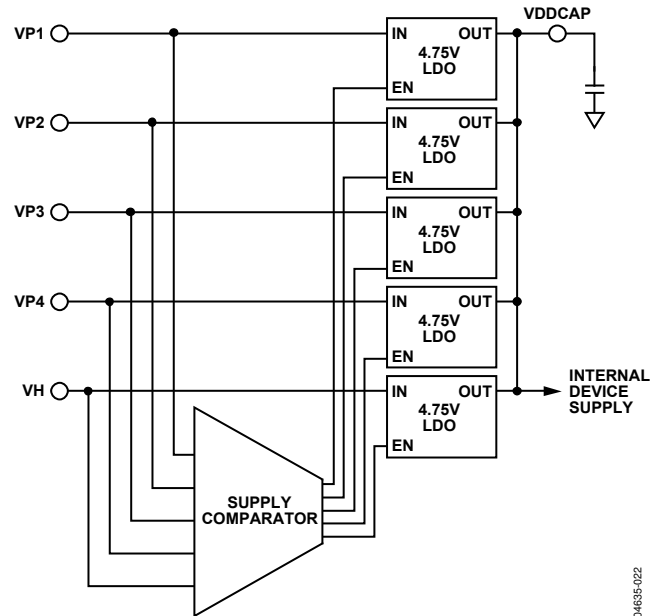 VP1
IN OUT
4.75V
LDO
EN
VDDCAP
VP2
IN OUT
4.75V
LDO
EN
VP3
IN OUT
4.75V
LDO
EN
VP4
IN OUT
4.75V
LDO
EN
VH
IN OUT
4.75V
LDO
EN
INTERNAL
DEVICE
SUPPLY
SUPPLY
COMPARATOR
04635-022